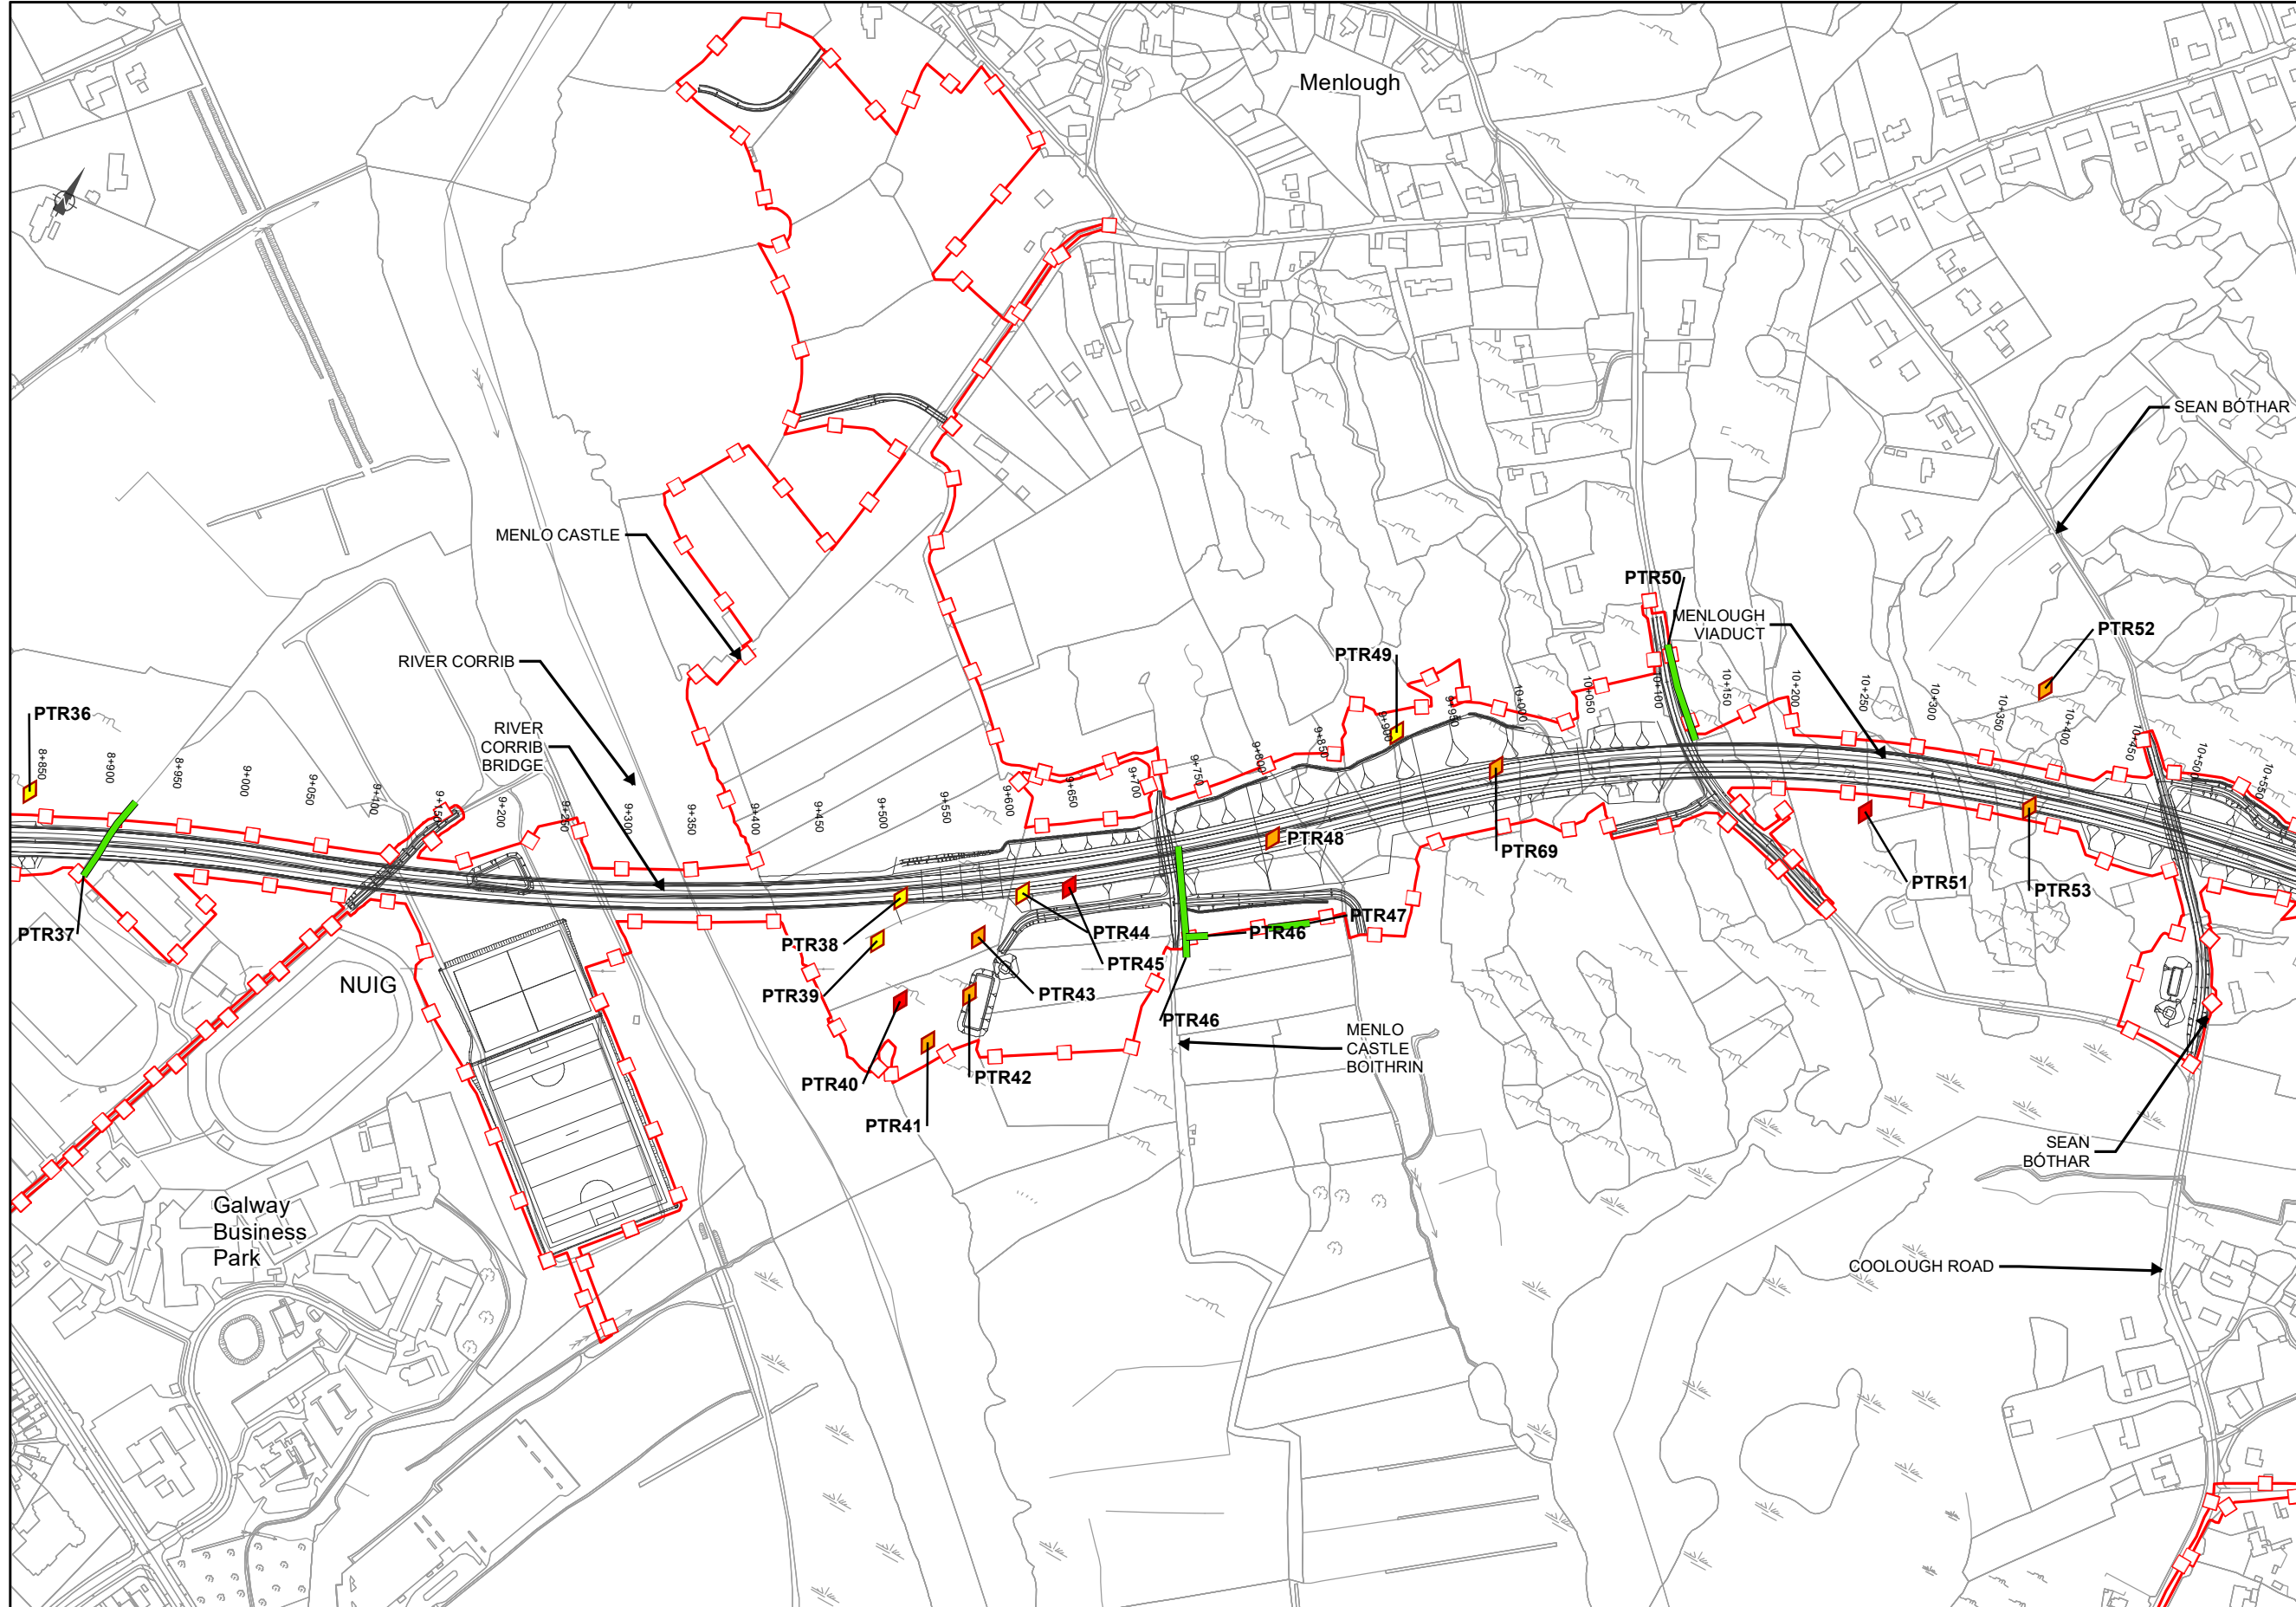 Menlough
N
SEAN BÓTHAR
MENLO CASTLE
RIVER CORRIB
RIVER
CORRIB
BRIDGE
PTR50
MENLOUGH
VIADUCT
PTR52
PTR49
PTR36
8+850
8+900
8+950
9+000
9+050
9+100
9+150
9+200
9+250
9+300
9+350
9+400
9+450
9+500
9+550
9+600
9+650
9+700
9+750
9+800
9+850
9+900
9+950
10+000
10+050
10+100
10+150
10+200
10+250
10+300
10+350
10+400
10+450
10+500
10+550
PTR48
PTR69
PTR51
PTR53
PTR37
PTR38
PTR44
PTR46
PTR47
PTR45
PTR39
PTR43
PTR46
NUIG
MENLO
CASTLE
BOITHRIN
PTR40
PTR42
PTR41
SEAN
BÓTHAR
Galway
Business
Park
COOLOUGH ROAD